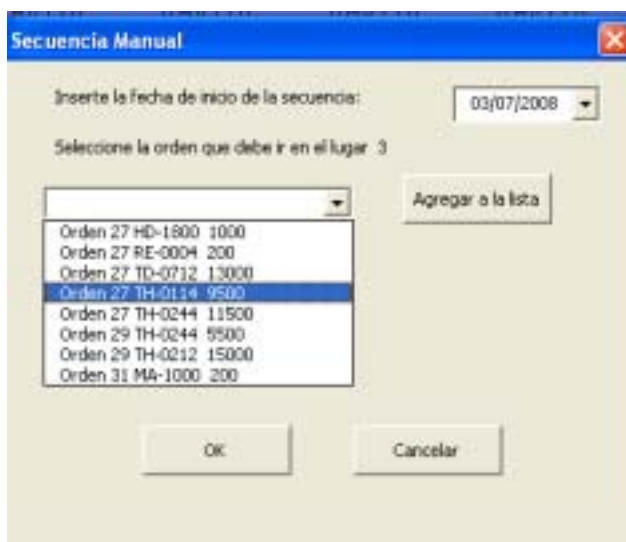 Secuencia Manual
Inserte la fecha de inicio de la secuencia:
03/07/2008
Seleccione la orden que debe ir en el lugar 3
Agregar a la lista
Orden 27 HD-1800 1000
Orden 27 RE-0004 200
Orden 27 TD-0712 13000
Orden 27 TH-0114 9500
Orden 27 TH-0244 11500
Orden 29 TH-0244 5500
Orden 29 TH-0212 15000
Orden 31 MA-1000 200
OK
Cancelar